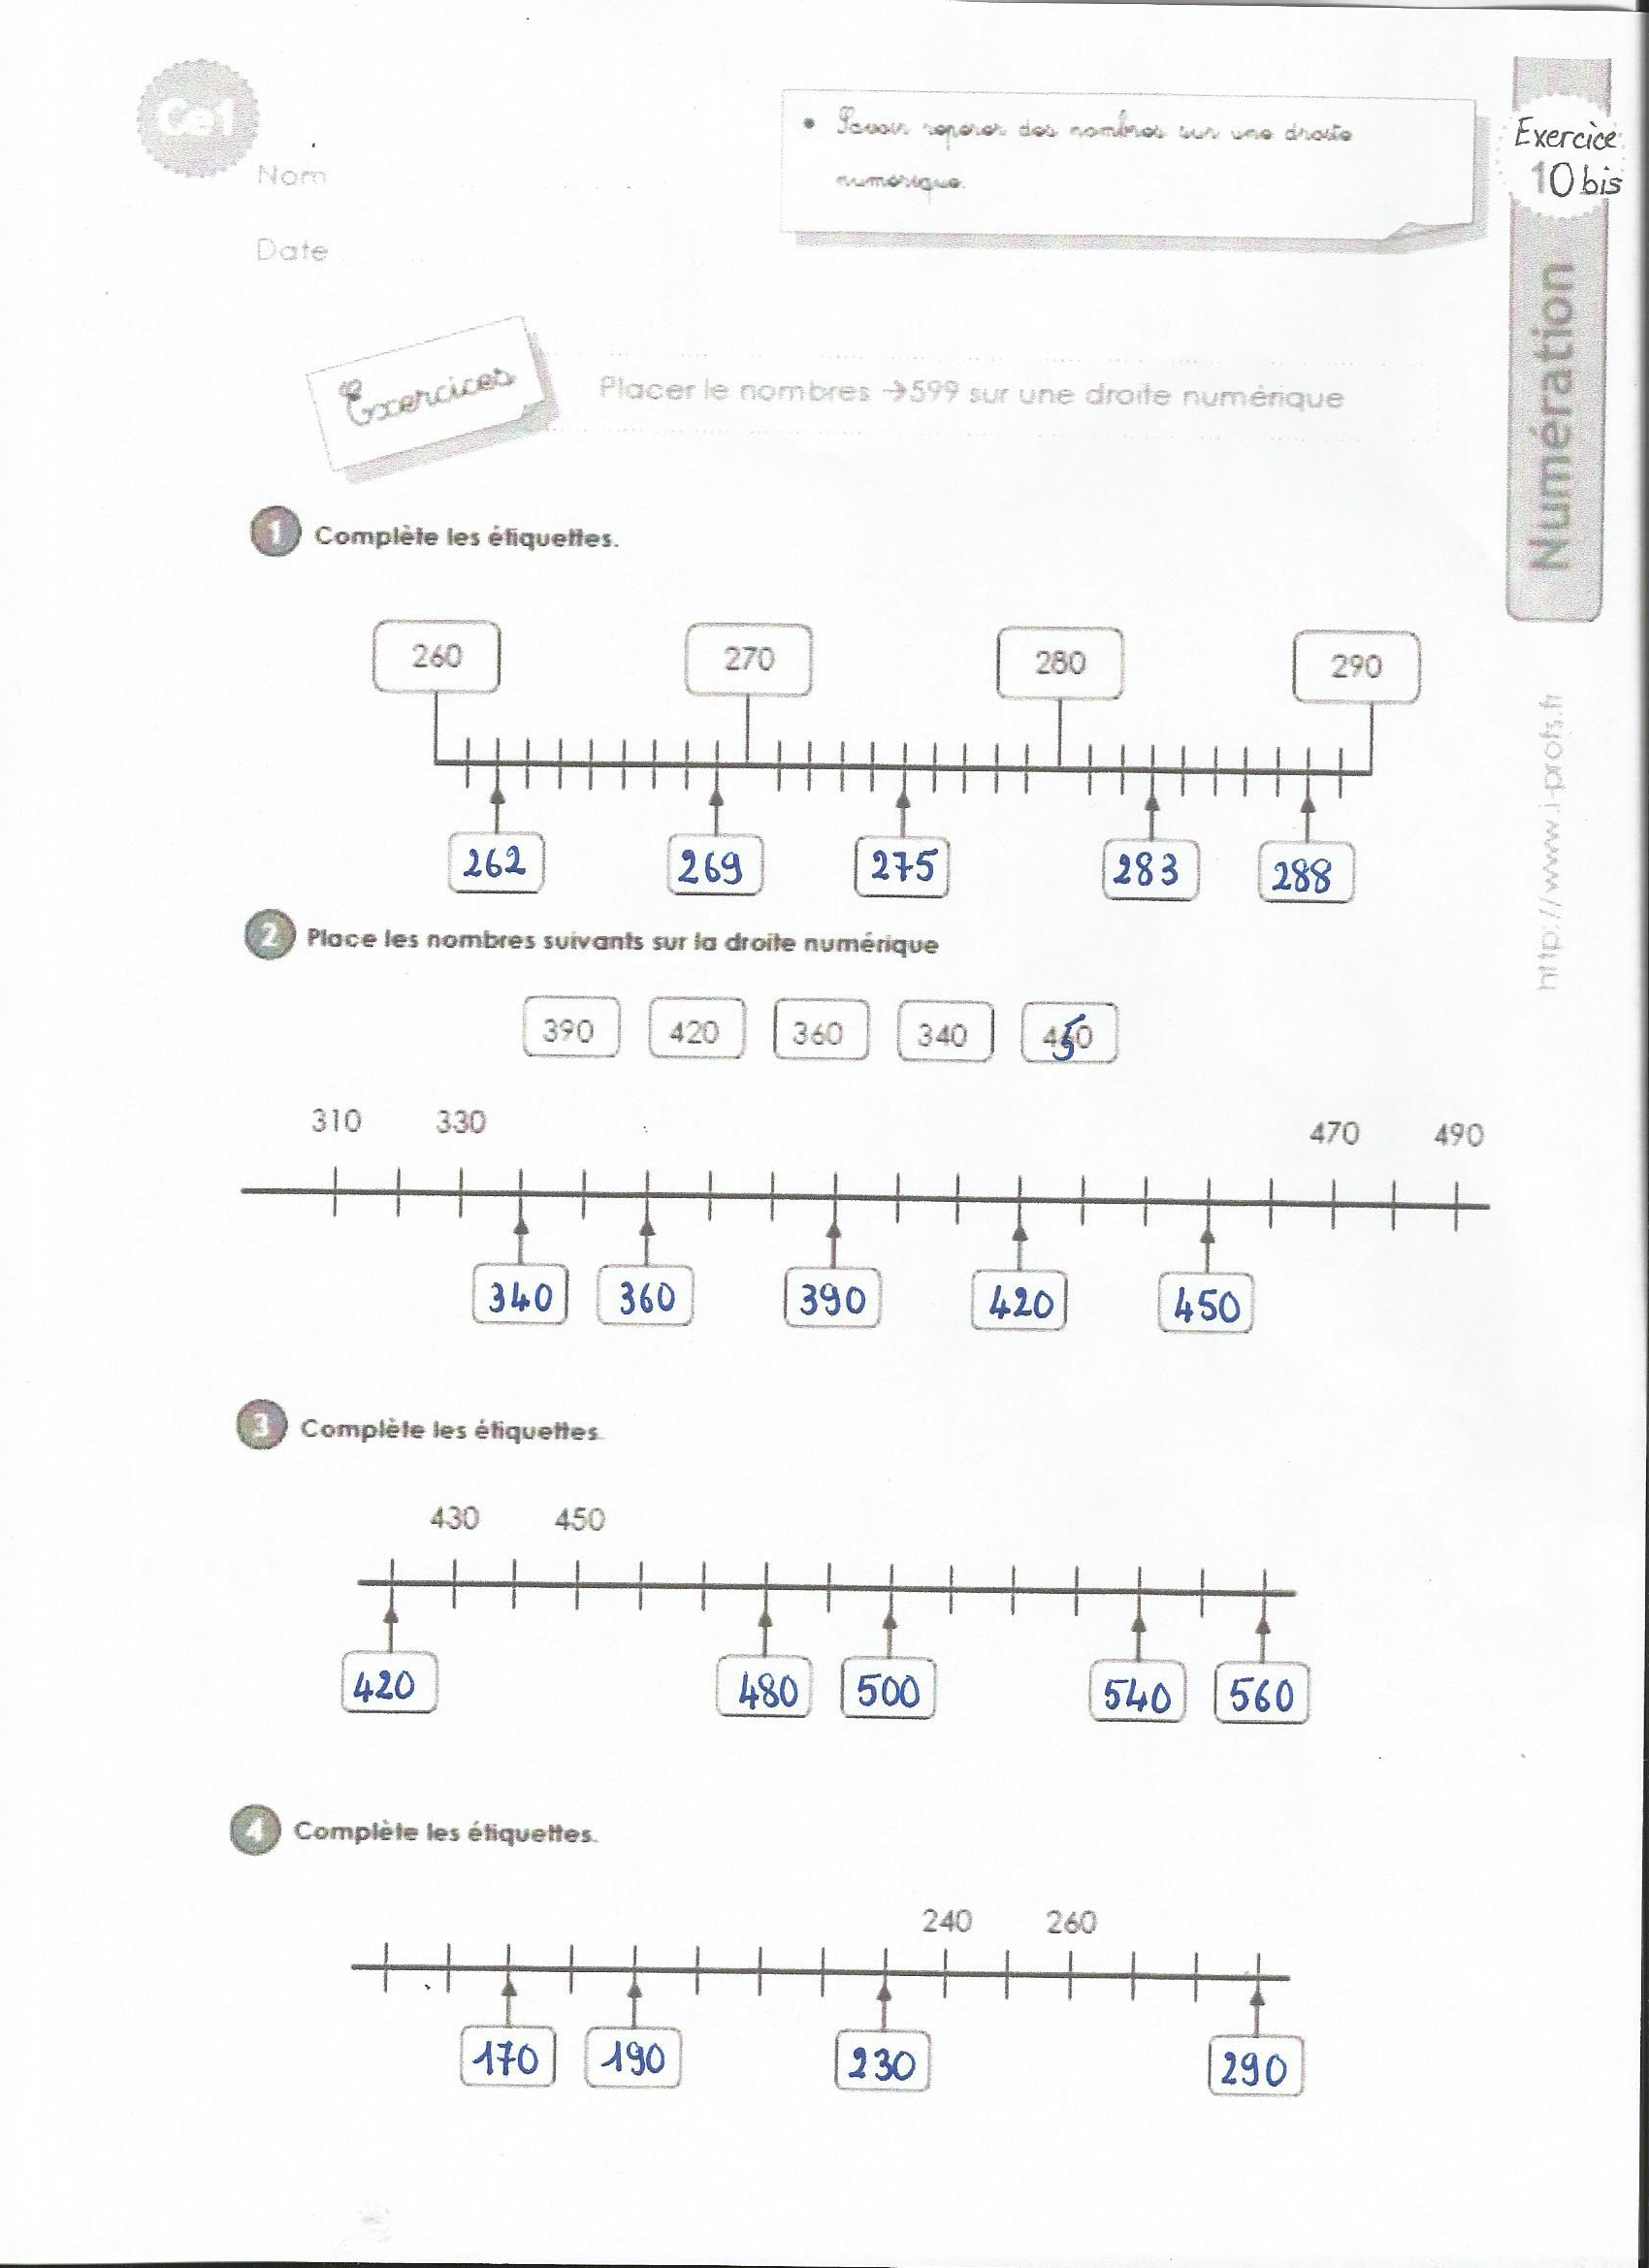 Ce1
• Savoir repérer des nombres sur une droite
numérique.
Exercice
10 bis
Nom
Date
Numération
http://www.i-profs.fr
Exercices
Placer le nombres →599 sur une droite numérique
1 Complète les étiquettes.
260 270 280 290
262 269 275 283 288
2 Place les nombres suivants sur la droite numérique
390 420 360 340 450
310 330 470 490
340 360 390 420 450
3 Complète les étiquettes.
430 450
420 480 500 540 560
4 Complète les étiquettes.
240 260
170 190 230 290